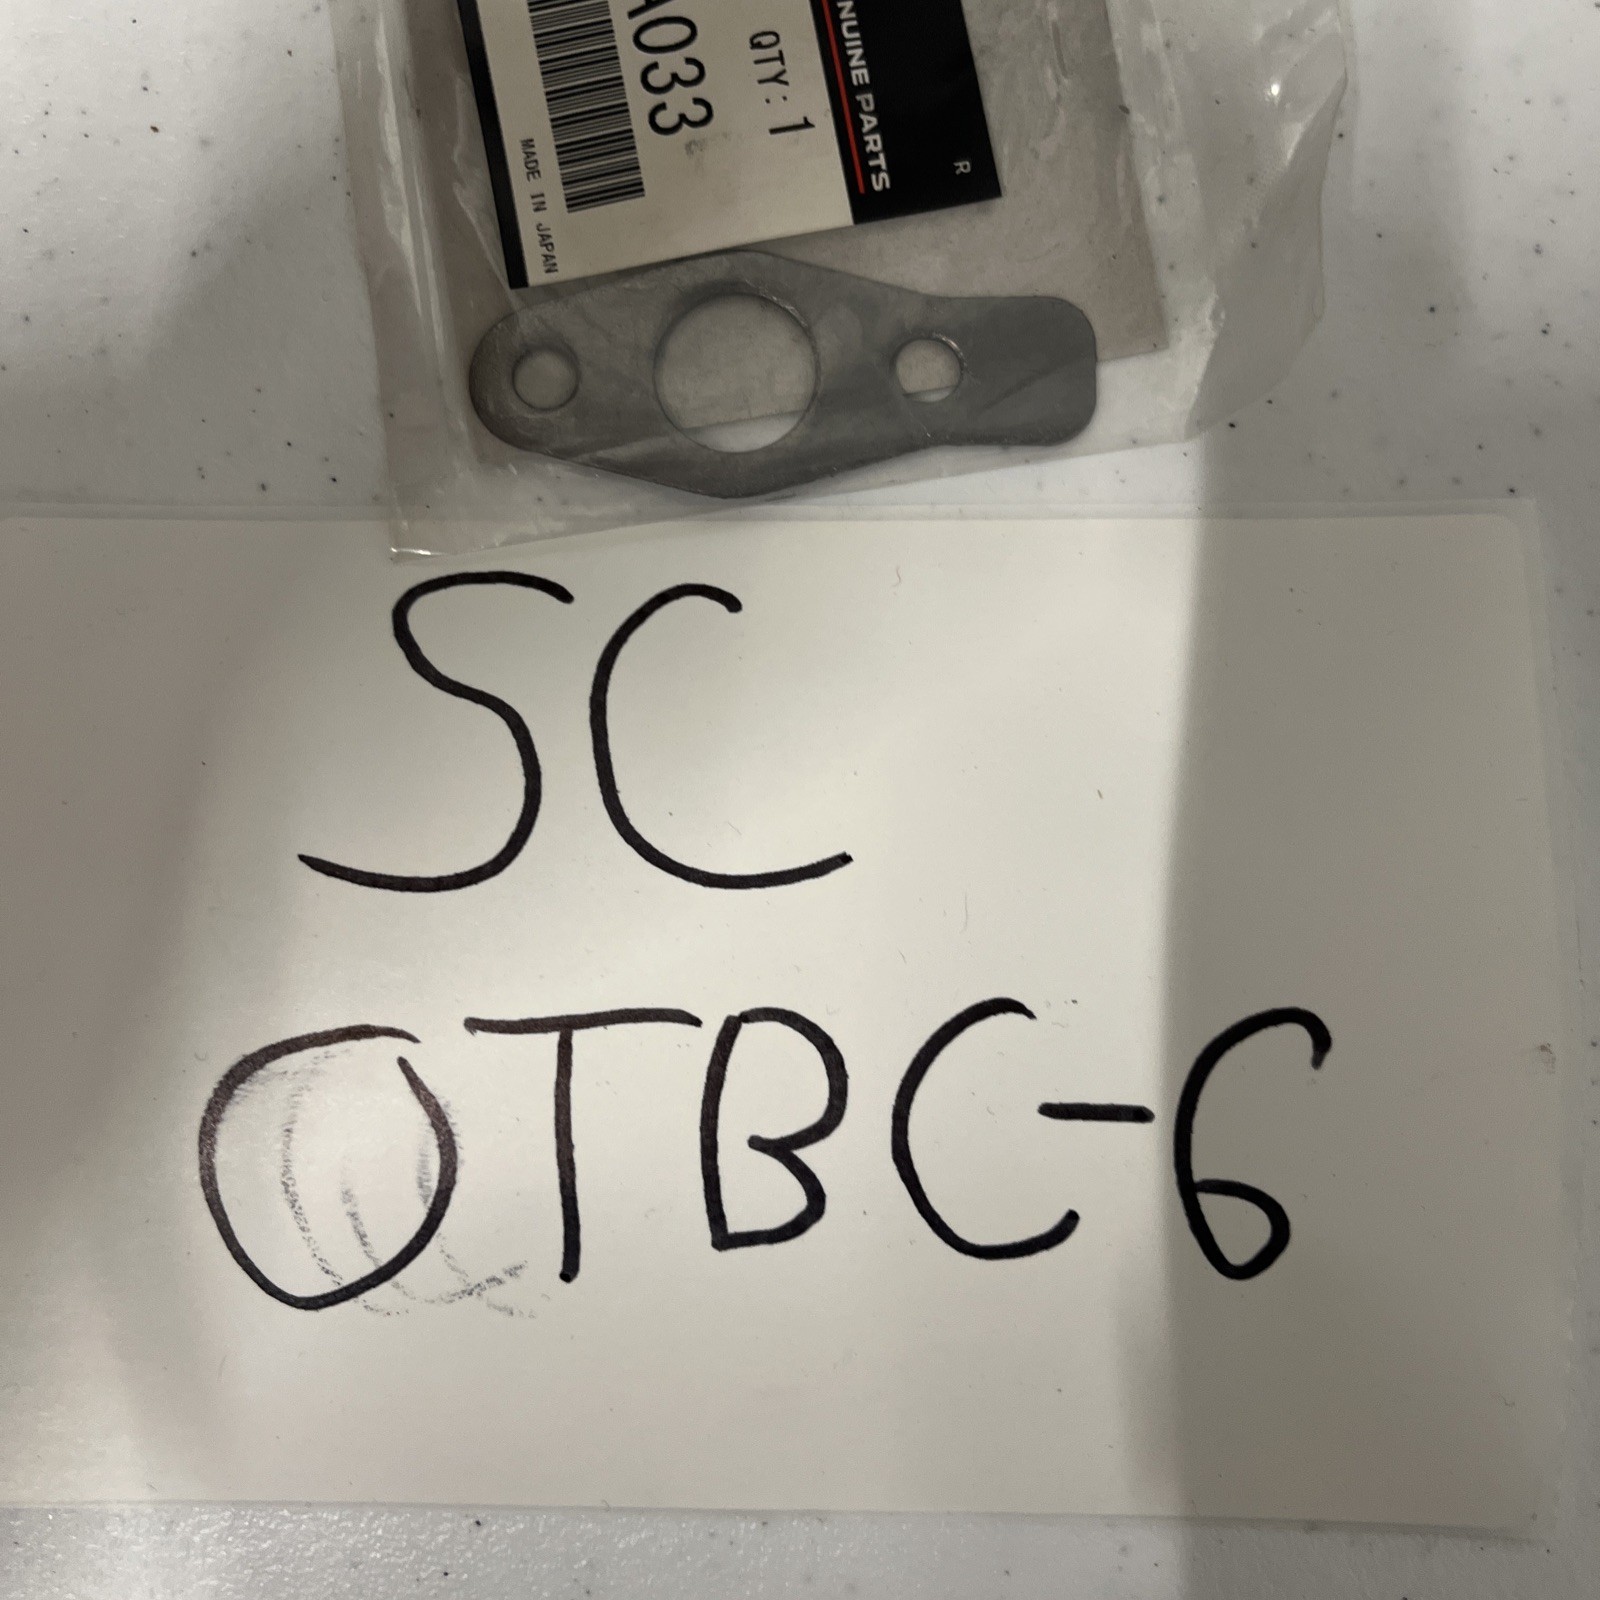 A033
QTY: 1
NUINE PARTS
R
MADE IN JAPAN
SC
OTBC-6